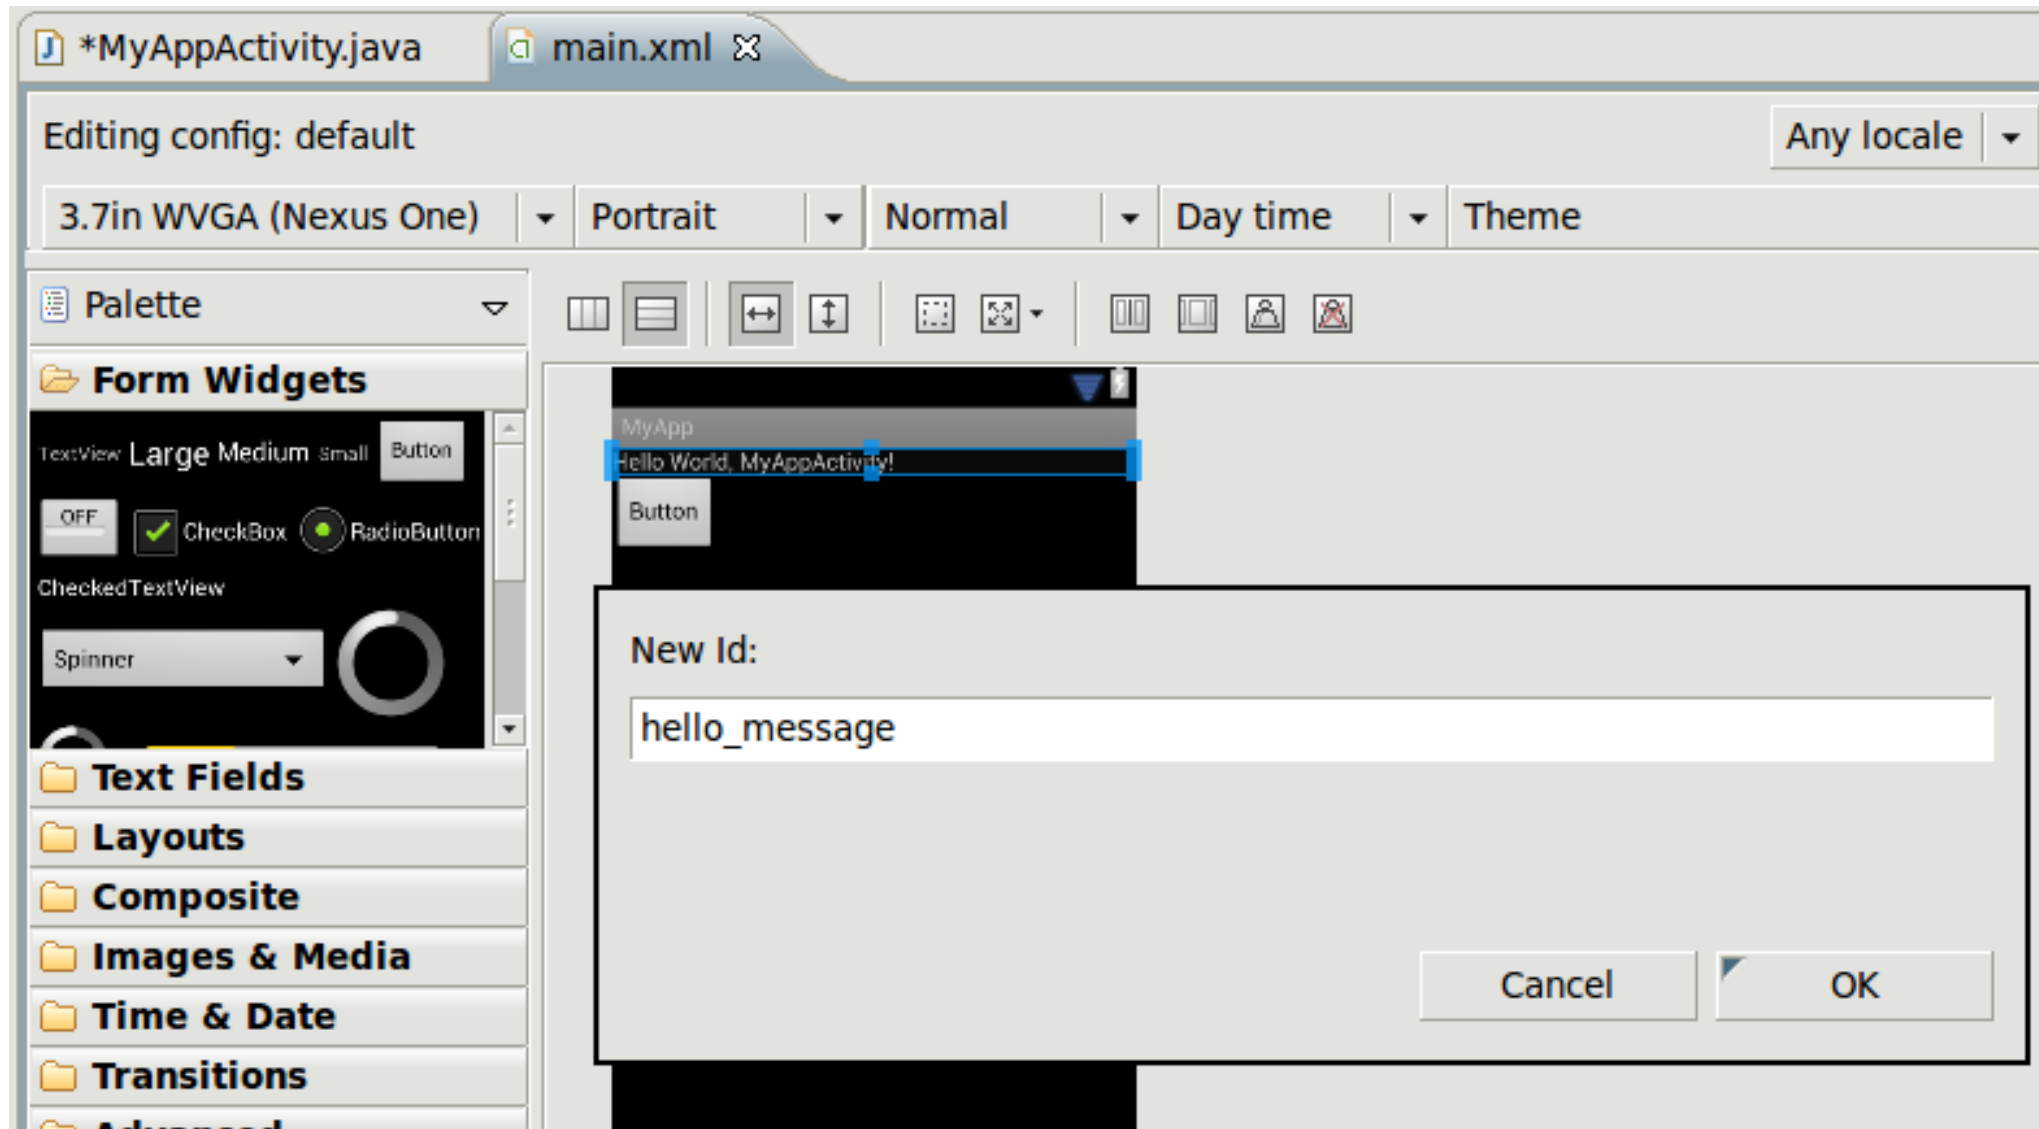 *MyAppActivity.java main.xml
Editing config: default Any locale
3.7in WVGA (Nexus One) Portrait Normal Day time Theme
Palette
Form Widgets
TextView Large Medium Small Button
OFF CheckBox RadioButton
CheckedTextView
Spinner
Text Fields
Layouts
Composite
Images & Media
Time & Date
Transitions
Advanced
MyApp
Hello World, MyAppActivity!
Button
New Id:
hello_message
Cancel OK